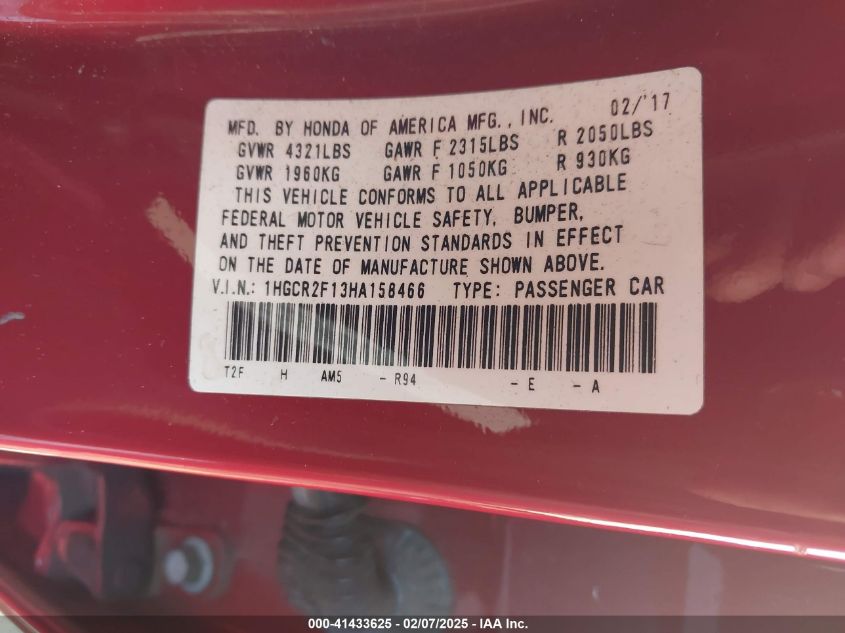 MFD. BY HONDA OF AMERICA MFG., INC. 02/'17
GVWR 4321LBS GAWR F 2315LBS R 2050LBS
GVWR 1960KG GAWR F 1050KG R 930KG
THIS VEHICLE CONFORMS TO ALL APPLICABLE
FEDERAL MOTOR VEHICLE SAFETY, BUMPER,
AND THEFT PREVENTION STANDARDS IN EFFECT
ON THE DATE OF MANUFACTURE SHOWN ABOVE.
V.I.N.: 1HGCR2F13HA158466 TYPE: PASSENGER CAR
T2F H AM5 - R94 - E - A
000-41433625 - 02/07/2025 - IAA Inc.